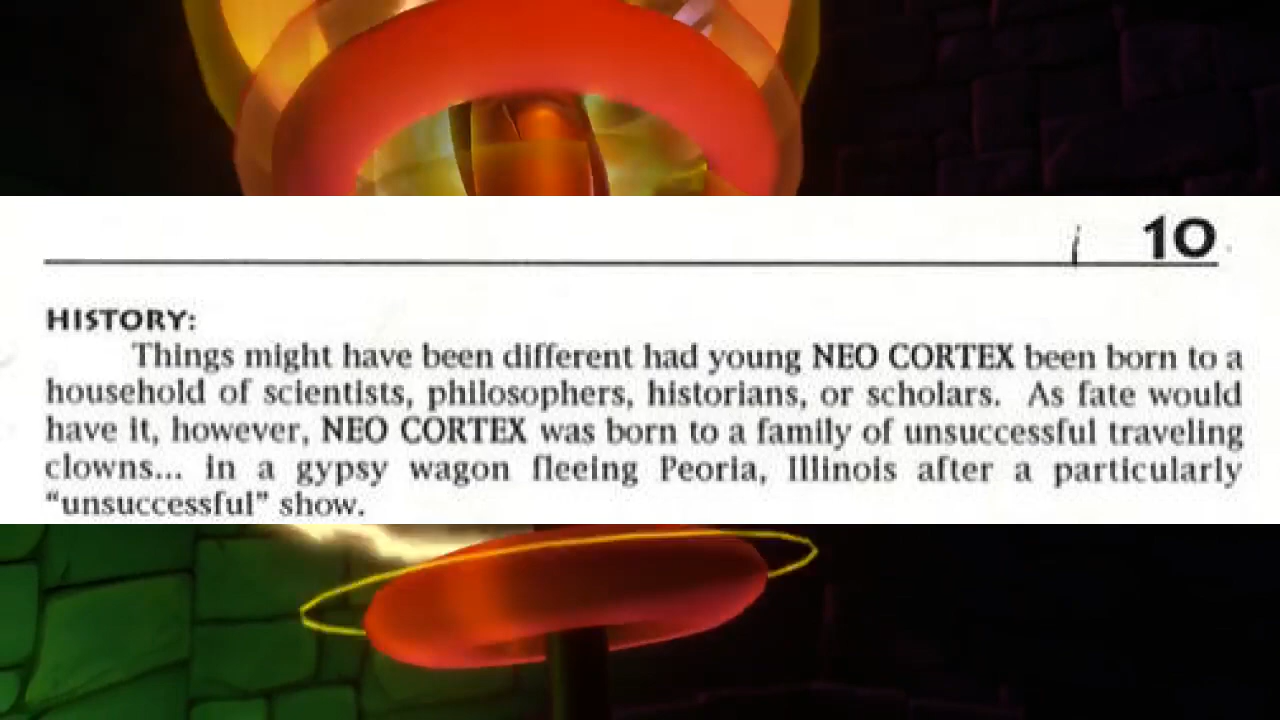 10
HISTORY:
Things might have been different had young NEO CORTEX been born to a
household of scientists, philosophers, historians, or scholars. As fate would
have it, however, NEO CORTEX was born to a family of unsuccessful traveling
clowns... in a gypsy wagon fleeing Peoria, Illinois after a particularly
“unsuccessful” show.